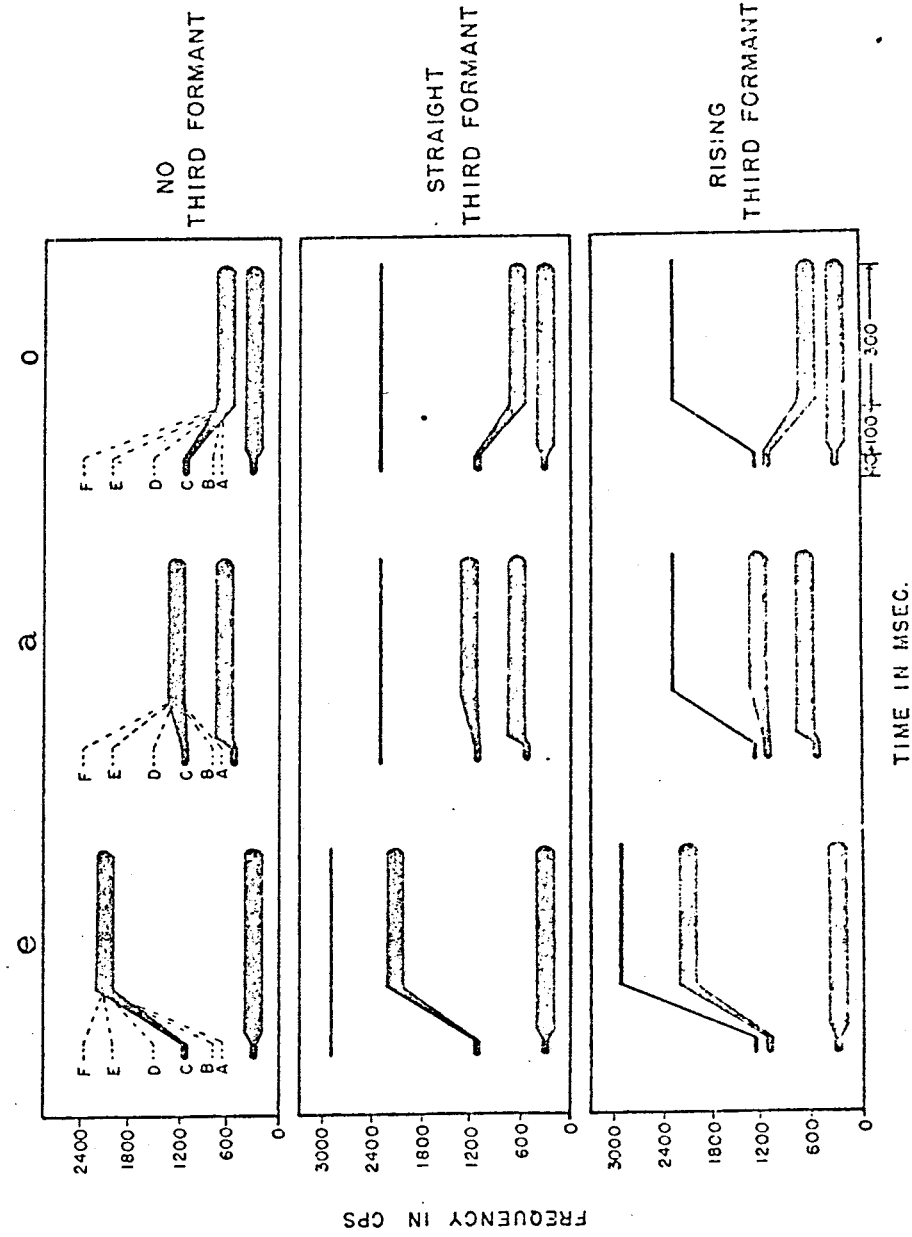 e a o
F
E
D
C
B
A
F
E
D
C
B
A
F
E
D
C
B
A
2400
1800
1200
600
0
NO
THIRD FORMANT
3000
2400
1800
1200
600
0
STRAIGHT
THIRD FORMANT
3000
2400
1800
1200
600
0
RISING
THIRD FORMANT
100
300
FREQUENCY IN CPS
TIME IN MSEC.